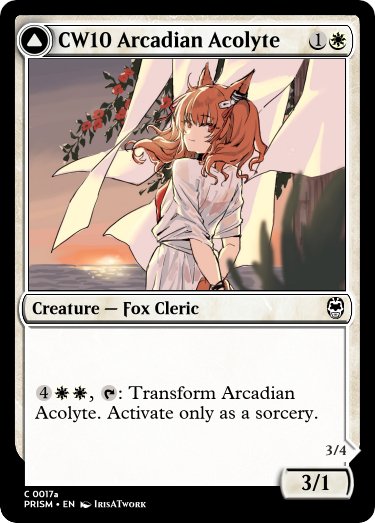 CW10 Arcadian Acolyte 1
Creature — Fox Cleric
4, : Transform Arcadian
Acolyte. Activate only as a sorcery.
3/4
3/1
C 0017a
PRISM • EN IrisATwork